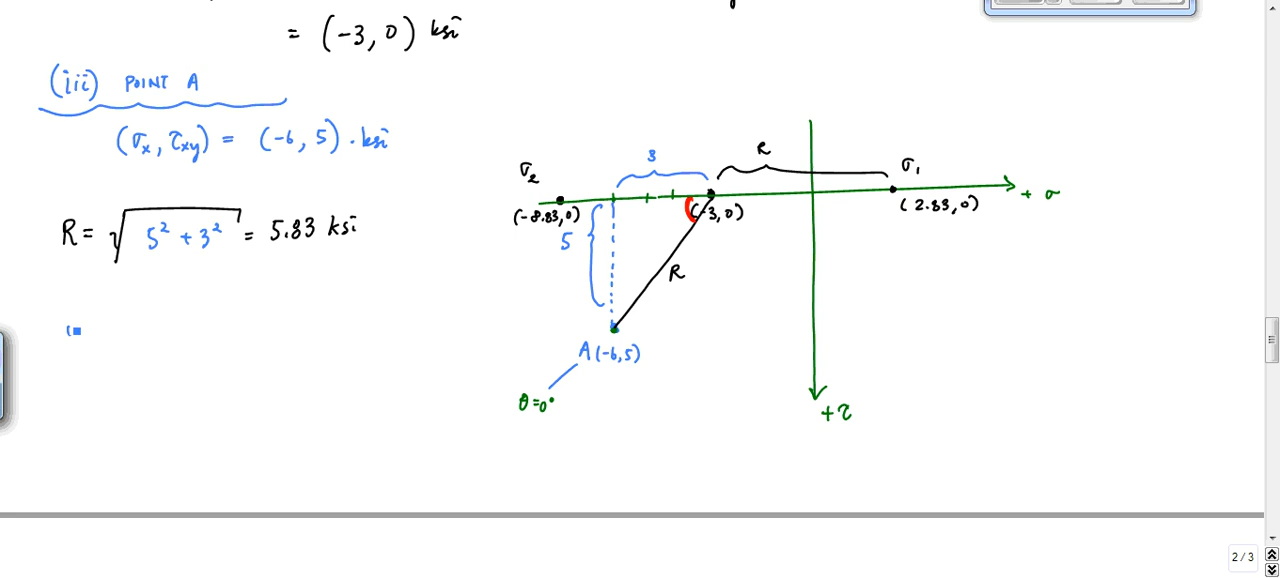 = (-3, 0) ksi
(iii) POINT A
(σx, τxy) = (-6, 5) . ksi
R = √5² + 3² = 5.83 ksi
(
σ2
3
R
σ1
+ σ
(-8.83, 0)
(-3, 0)
(2.83, 0)
5
R
A (-6, 5)
θ = 0°
+ τ
2 / 3